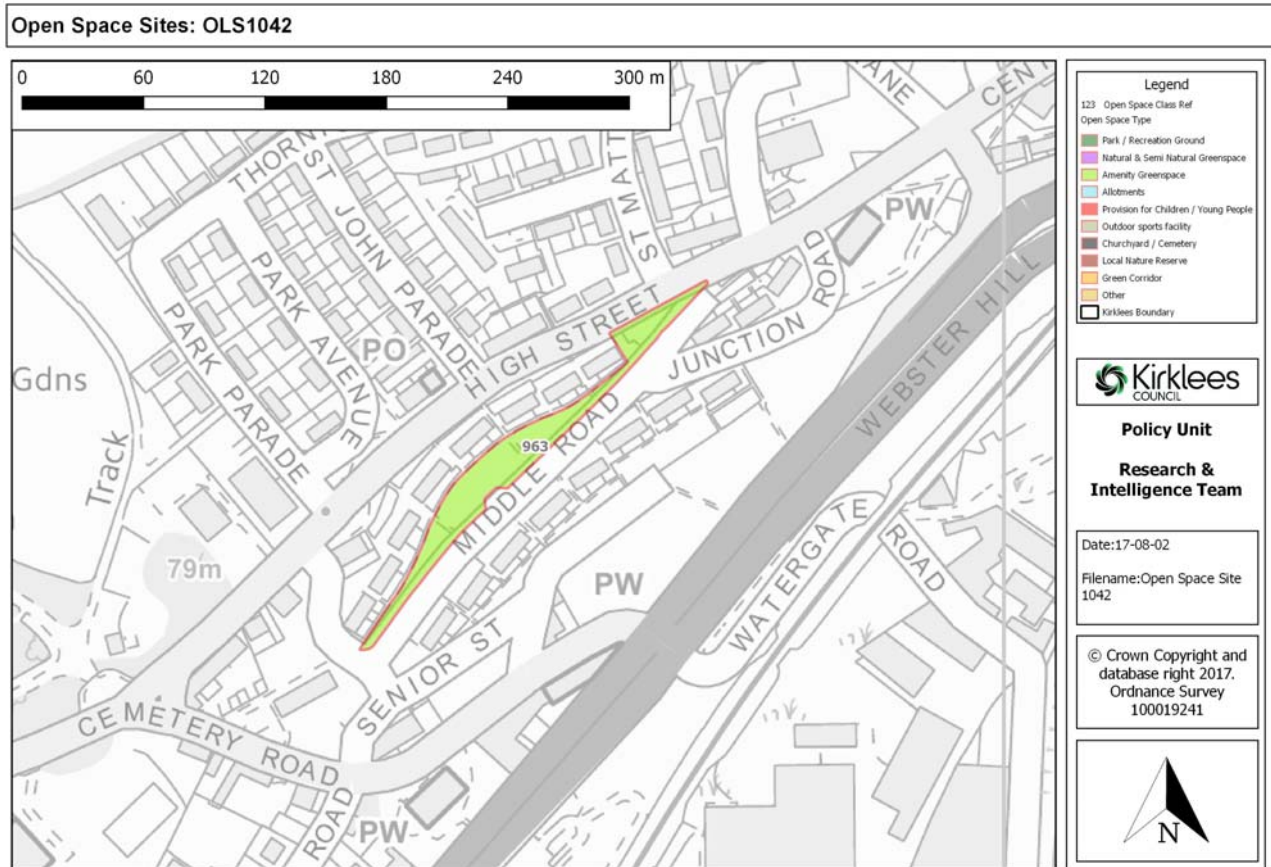 Open Space Sites: OLS1042
0 60 120 180 240 300 m
THORN
ST JOHN PARADE
PARK AVENUE
PARK PARADE
PO
Gdns
Track
79m
ST MATT
ANE
CENT
PW
HIGH STREET
JUNCTION ROAD
963
MIDDLE ROAD
WEBSTER HILL
WATERGATE ROAD
PW
SENIOR ST
CEMETERY ROAD
ROAD
PW
Legend
123 Open Space Class Ref
Open Space Type
Park / Recreation Ground
Natural & Semi Natural Greenspace
Amenity Greenspace
Allotments
Provision for Children / Young People
Outdoor sports facility
Churchyard / Cemetery
Local Nature Reserve
Green Corridor
Other
Kirklees Boundary
Kirklees
COUNCIL
Policy Unit
Research &
Intelligence Team
Date:17-08-02
Filename:Open Space Site
1042
© Crown Copyright and
database right 2017.
Ordnance Survey
100019241
N